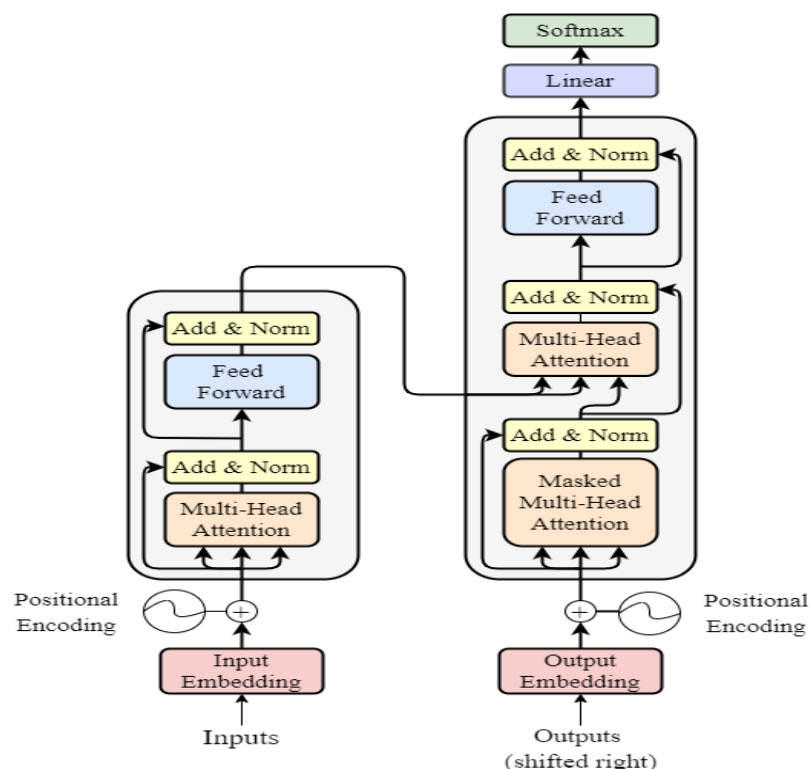 Softmax
Linear
Add & Norm
Feed
Forward
Add & Norm
Multi-Head
Attention
Add & Norm
Masked
Multi-Head
Attention
Positional
Encoding
Output
Embedding
Outputs
(shifted right)
Add & Norm
Feed
Forward
Add & Norm
Multi-Head
Attention
Positional
Encoding
Input
Embedding
Inputs